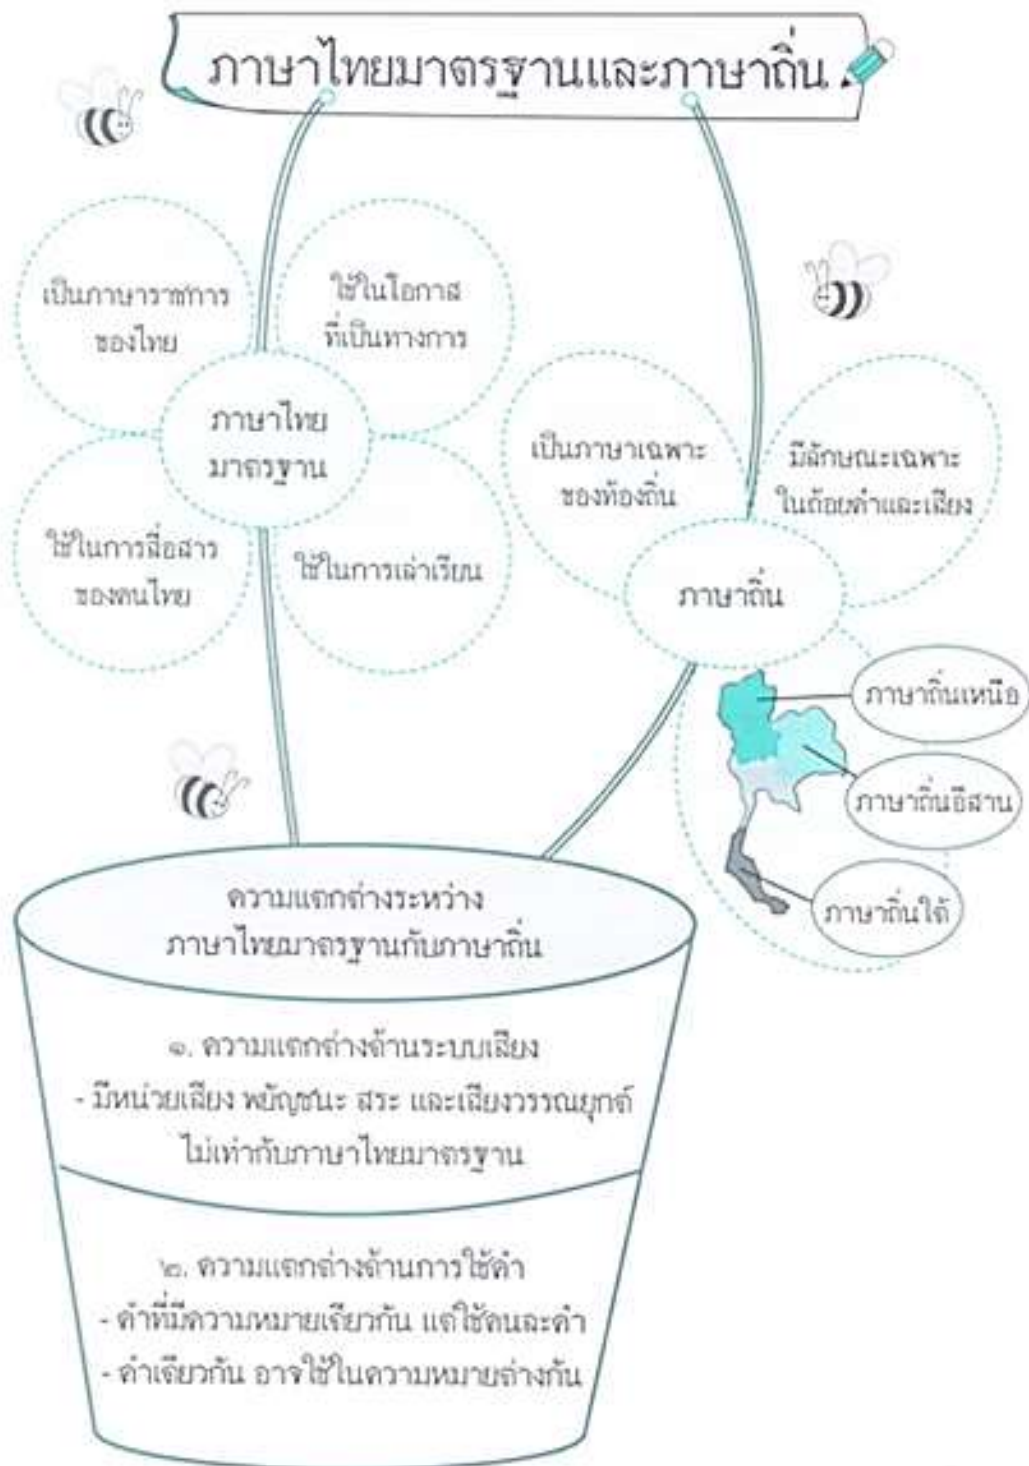 ภาษาไทยมาตรฐานและภาษาถิ่น
เป็นภาษาราชการ
ของไทย
ใช้ในโอกาส
ที่เป็นทางการ
ภาษาไทย
มาตรฐาน
ใช้ในการสื่อสาร
ของคนไทย
ใช้ในการเล่าเรียน
เป็นภาษาเฉพาะ
ของท้องถิ่น
มีลักษณะเฉพาะ
ในถ้อยคำและเสียง
ภาษาถิ่น
ภาษาถิ่นเหนือ
ภาษาถิ่นอีสาน
ภาษาถิ่นใต้
ความแตกต่างระหว่าง
ภาษาไทยมาตรฐานกับภาษาถิ่น
๑. ความแตกต่างด้านระบบเสียง
- มีหน่วยเสียง พยัญชนะ สระ และเสียงวรรณยุกต์
ไม่เท่ากับภาษาไทยมาตรฐาน
๒. ความแตกต่างด้านการใช้คำ
- คำที่มีความหมายเดียวกัน แต่ใช้คนละคำ
- คำเดียวกัน อาจใช้ในความหมายต่างกัน